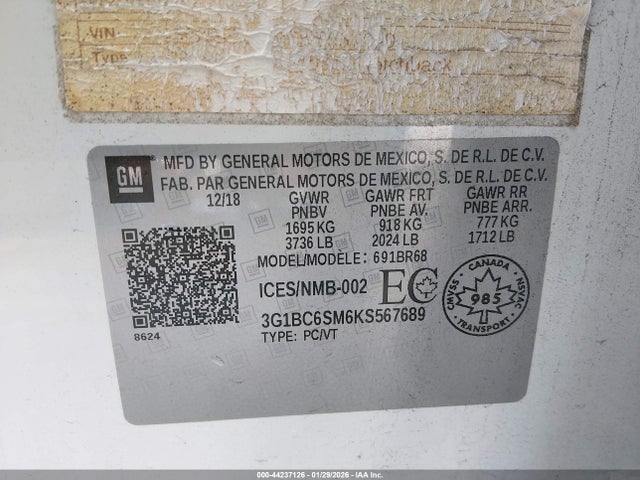 VIN
Type
GM
MFD BY GENERAL MOTORS DE MEXICO, S. DE R.L. DE C.V.
FAB. PAR GENERAL MOTORS DE MEXICO, S. DE R.L. DE C.V.
12/18 GVWR GAWR FRT GAWR RR
PNBV PNBE AV. PNBE ARR.
1695 KG 918 KG 777 KG
3736 LB 2024 LB 1712 LB
MODEL/MODÈLE: 691BR68
ICES/NMB-002 EC
CANADA
CMVSS 985 NSVAC
3G1BC6SM6KS567689
8624
TYPE: PC/VT
000-44237126 - 01/29/2026 - IAA Inc.